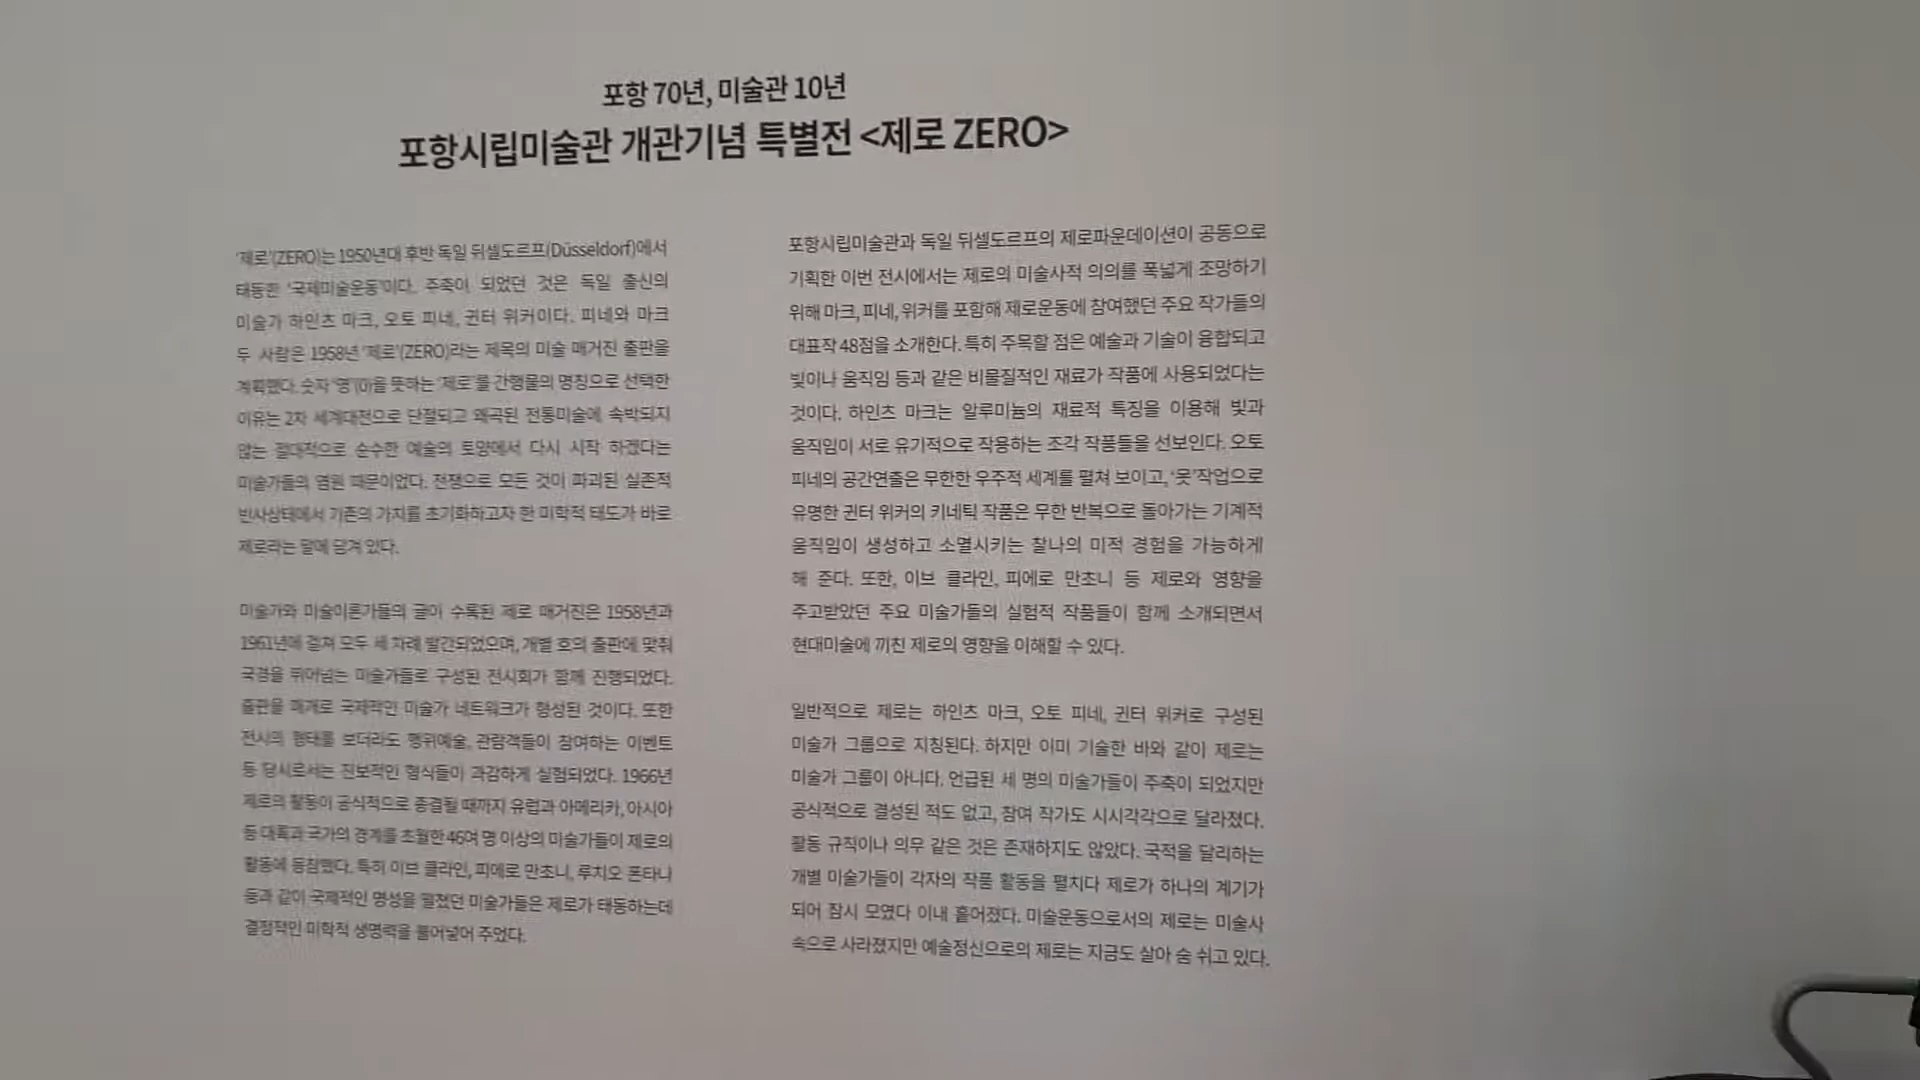 포항 70년, 미술관 10년
포항시립미술관 개관기념 특별전 <제로 ZERO>
'제로'(ZERO)는 1950년대 후반 독일 뒤셀도르프(Düsseldorf)에서
태동한 '국제미술운동'이다. 주축이 되었던 것은 독일 출신의
미술가 하인츠 마크, 오토 피네, 귄터 위커이다. 피네와 마크
두 사람은 1958년 '제로'(ZERO)라는 제목의 미술 매거진 출판을
계획했다. 숫자 '영'(0)을 뜻하는 '제로'를 간행물의 명칭으로 선택한
이유는 2차 세계대전으로 단절되고 왜곡된 전통미술에 속박되지
않는 절대적으로 순수한 예술의 토양에서 다시 시작 하겠다는
미술가들의 염원 때문이었다. 전쟁으로 모든 것이 파괴된 실존적
빈사상태에서 기존의 가치를 초기화하고자 한 미학적 태도가 바로
제로라는 말에 담겨 있다.
미술가와 미술이론가들의 글이 수록된 제로 매거진은 1958년과
1961년에 걸쳐 모두 세 차례 발간되었으며, 개별 호의 출판에 맞춰
국경을 뛰어넘는 미술가들로 구성된 전시회가 함께 진행되었다.
출판을 매개로 국제적인 미술가 네트워크가 형성된 것이다. 또한
전시의 형태를 보더라도 행위예술, 관람객들이 참여하는 이벤트
등 당시로서는 진보적인 형식들이 과감하게 실험되었다. 1966년
제로의 활동이 공식적으로 종결될 때까지 유럽과 아메리카, 아시아
등 대륙과 국가의 경계를 초월한 46여 명 이상의 미술가들이 제로의
활동에 동참했다. 특히 이브 클라인, 피에로 만초니, 루치오 폰타나
등과 같이 국제적인 명성을 떨쳤던 미술가들은 제로가 태동하는데
결정적인 미학적 생명력을 불어넣어 주었다.
포항시립미술관과 독일 뒤셀도르프의 제로파운데이션이 공동으로
기획한 이번 전시에서는 제로의 미술사적 의의를 폭넓게 조망하기
위해 마크, 피네, 위커를 포함해 제로운동에 참여했던 주요 작가들의
대표작 48점을 소개한다. 특히 주목할 점은 예술과 기술이 융합되고
빛이나 움직임 등과 같은 비물질적인 재료가 작품에 사용되었다는
것이다. 하인츠 마크는 알루미늄의 재료적 특징을 이용해 빛과
움직임이 서로 유기적으로 작용하는 조각 작품들을 선보인다. 오토
피네의 공간연출은 무한한 우주적 세계를 펼쳐 보이고, '못'작업으로
유명한 귄터 위커의 키네틱 작품은 무한 반복으로 돌아가는 기계적
움직임이 생성하고 소멸시키는 찰나의 미적 경험을 가능하게
해 준다. 또한, 이브 클라인, 피에로 만초니 등 제로와 영향을
주고받았던 주요 미술가들의 실험적 작품들이 함께 소개되면서
현대미술에 끼친 제로의 영향을 이해할 수 있다.
일반적으로 제로는 하인츠 마크, 오토 피네, 귄터 위커로 구성된
미술가 그룹으로 지칭된다. 하지만 이미 기술한 바와 같이 제로는
미술가 그룹이 아니다. 언급된 세 명의 미술가들이 주축이 되었지만
공식적으로 결성된 적도 없고, 참여 작가도 시시각각으로 달라졌다.
활동 규칙이나 의무 같은 것은 존재하지도 않았다. 국적을 달리하는
개별 미술가들이 각자의 작품 활동을 펼치다 제로가 하나의 계기가
되어 잠시 모였다 이내 흩어졌다. 미술운동으로서의 제로는 미술사
속으로 사라졌지만 예술정신으로의 제로는 지금도 살아 숨 쉬고 있다.